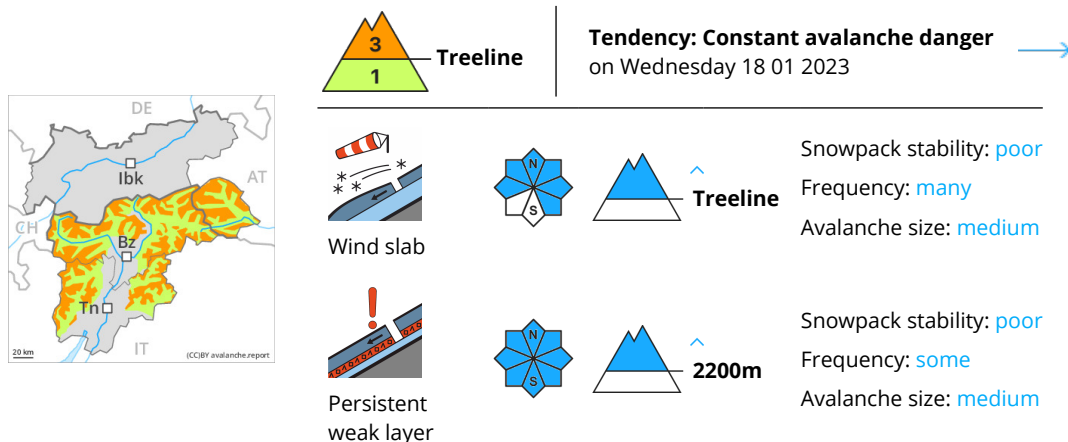 3
1
Treeline
Tendency: Constant avalanche danger
on Wednesday 18 01 2023
DE
Ibk
AT
CH
Bz
Tn
IT
20 km
(CC)BY avalanche.report
N
S
Treeline
Wind slab
Snowpack stability: poor
Frequency: many
Avalanche size: medium
N
S
2200m
Persistent
weak layer
Snowpack stability: poor
Frequency: some
Avalanche size: medium